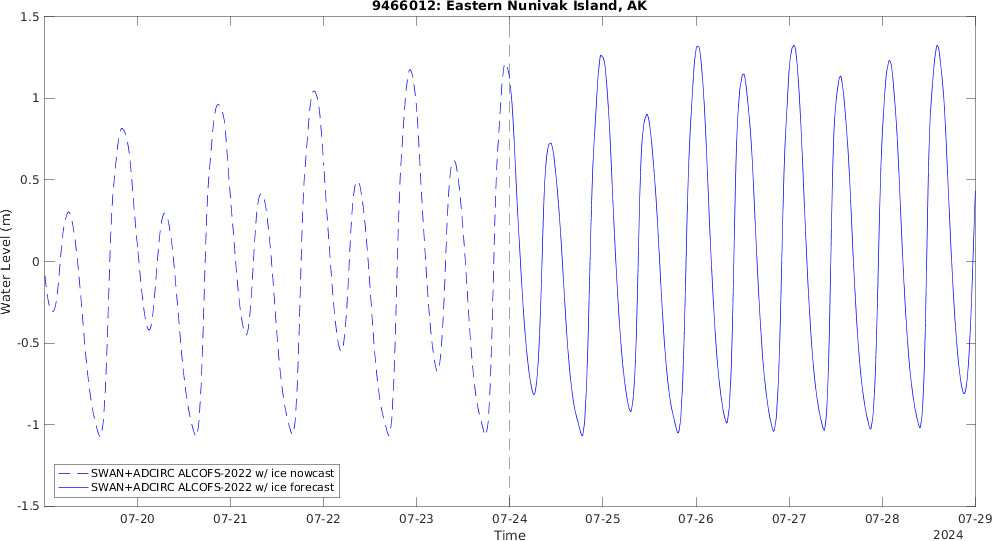 9466012: Eastern Nunivak Island, AK
1.5
1
0.5
0
-0.5
-1
-1.5
Water Level (m)
SWAN+ADCIRC ALCOFS-2022 w/ ice nowcast
SWAN+ADCIRC ALCOFS-2022 w/ ice forecast
07-20 07-21 07-22 07-23 07-24 07-25 07-26 07-27 07-28 07-29
Time
2024